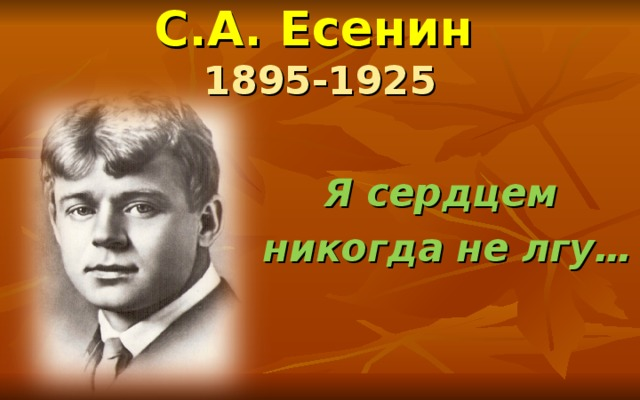 С.А. Есенин
1895-1925
Я сердцем
никогда не лгу…